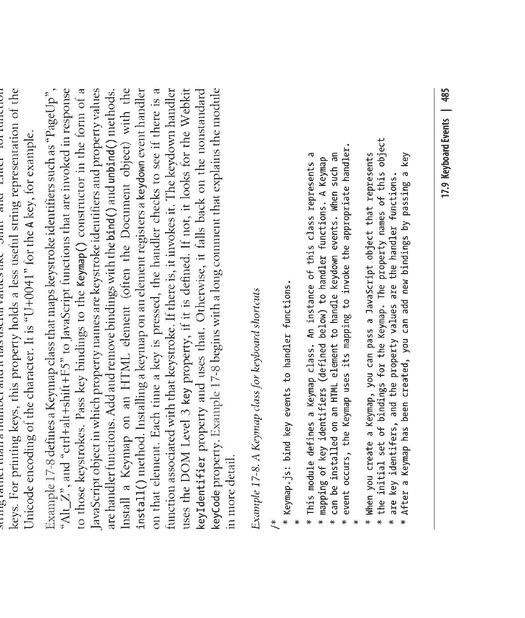 keys. For printing keys, this property holds a less useful string representation of the
Unicode encoding of the character. It is “U+0041” for the A key, for example.
Example 17-8 defines a Keymap class that maps keystroke identifiers such as “PageUp”,
“Alt_Z”, and “ctrl+alt+shift+F5” to JavaScript functions that are invoked in response
to those keystrokes. Pass key bindings to the Keymap() constructor in the form of a
JavaScript object in which property names are keystroke identifiers and property values
are handler functions. Add and remove bindings with the bind() and unbind() methods.
Install a Keymap on an HTML element (often the Document object) with the
install() method. Installing a keymap on an element registers a keydown event handler
on that element. Each time a key is pressed, the handler checks to see if there is a
function associated with that keystroke. If there is, it invokes it. The keydown handler
uses the DOM Level 3 key property, if it is defined. If not, it looks for the Webkit
keyIdentifier property and uses that. Otherwise, it falls back on the nonstandard
keyCode property. Example 17-8 begins with a long comment that explains the module
in more detail.
Example 17-8. A Keymap class for keyboard shortcuts
/*
* Keymap.js: bind key events to handler functions.
*
* This module defines a Keymap class. An instance of this class represents a
* mapping of key identifiers (defined below) to handler functions. A Keymap
* can be installed on an HTML element to handle keydown events. When such an
* event occurs, the Keymap uses its mapping to invoke the appropriate handler.
*
* When you create a Keymap, you can pass a JavaScript object that represents
* the initial set of bindings for the Keymap. The property names of this object
* are key identifers, and the property values are the handler functions.
* After a Keymap has been created, you can add new bindings by passing a key
17.9 Keyboard Events | 485